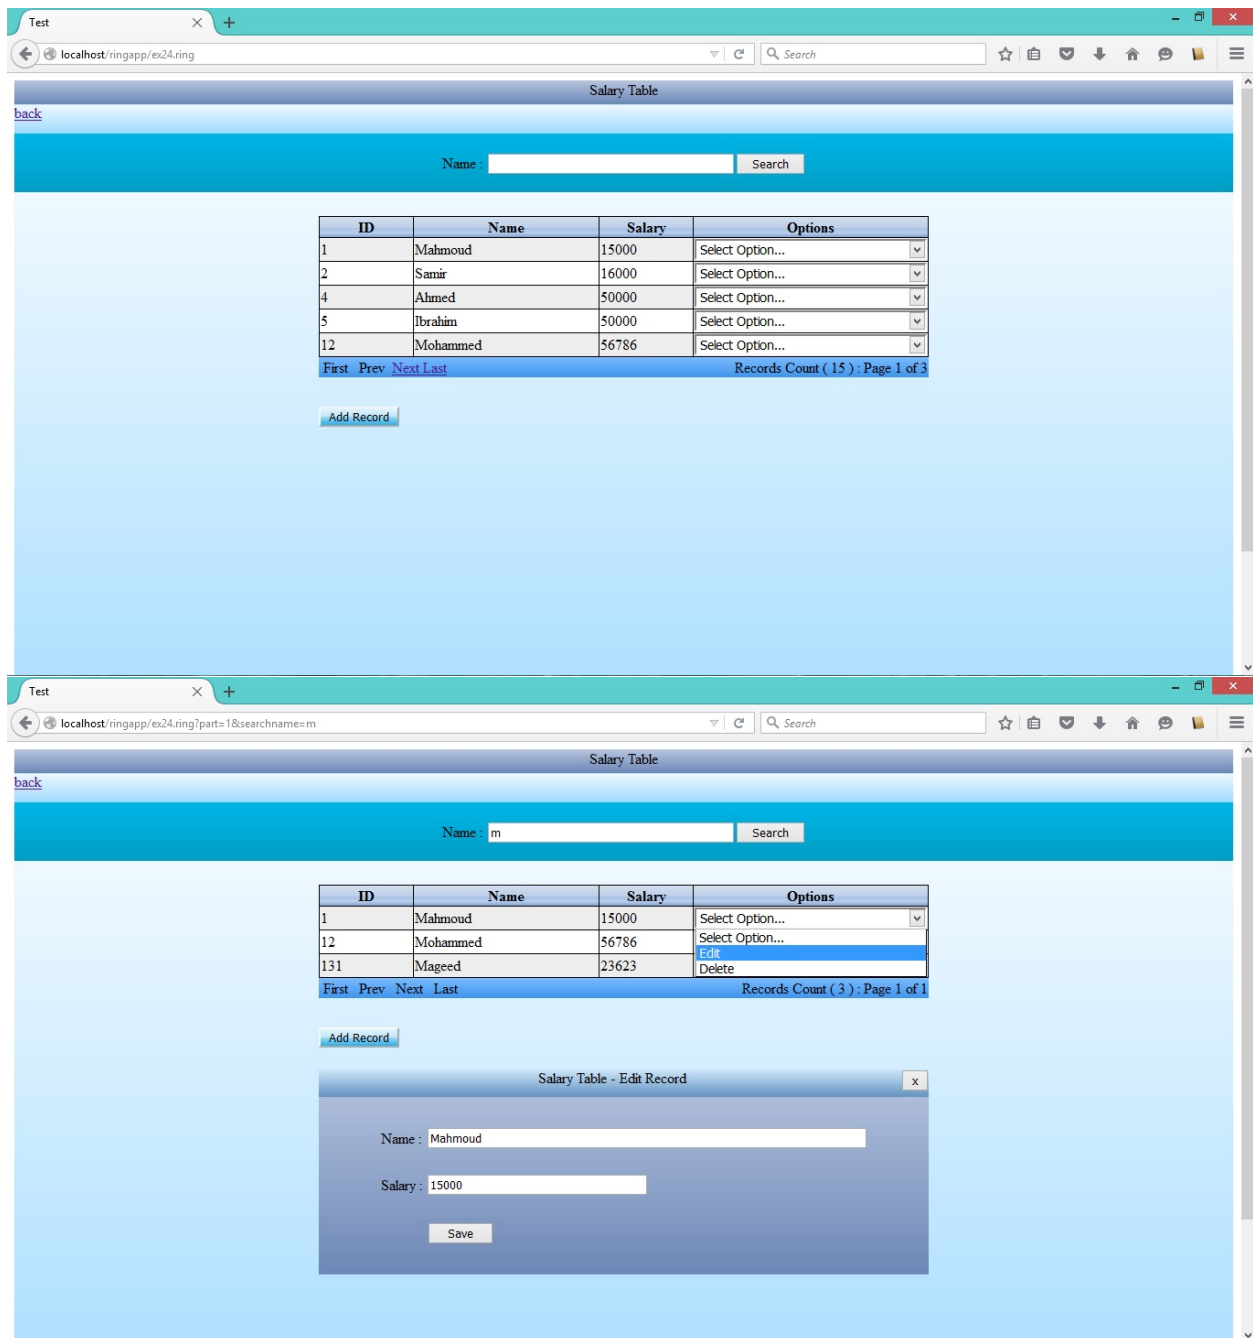 Test
localhost/ringapp/ex24.ring
Search
Salary Table
back
Name : Search
ID Name Salary Options
1 Mahmoud 15000 Select Option...
2 Samir 16000 Select Option...
4 Ahmed 50000 Select Option...
5 Ibrahim 50000 Select Option...
12 Mohammed 56786 Select Option...
First Prev Next Last Records Count ( 15 ) : Page 1 of 3
Add Record
Test
localhost/ringapp/ex24.ring?part=1&searchname=m
Search
Salary Table
back
Name : m Search
ID Name Salary Options
1 Mahmoud 15000 Select Option...
Select Option...
12 Mohammed 56786
Edit
131 Mageed 23623
Delete
First Prev Next Last Records Count ( 3 ) : Page 1 of 1
Add Record
Salary Table - Edit Record x
Name : Mahmoud
Salary : 15000
Save